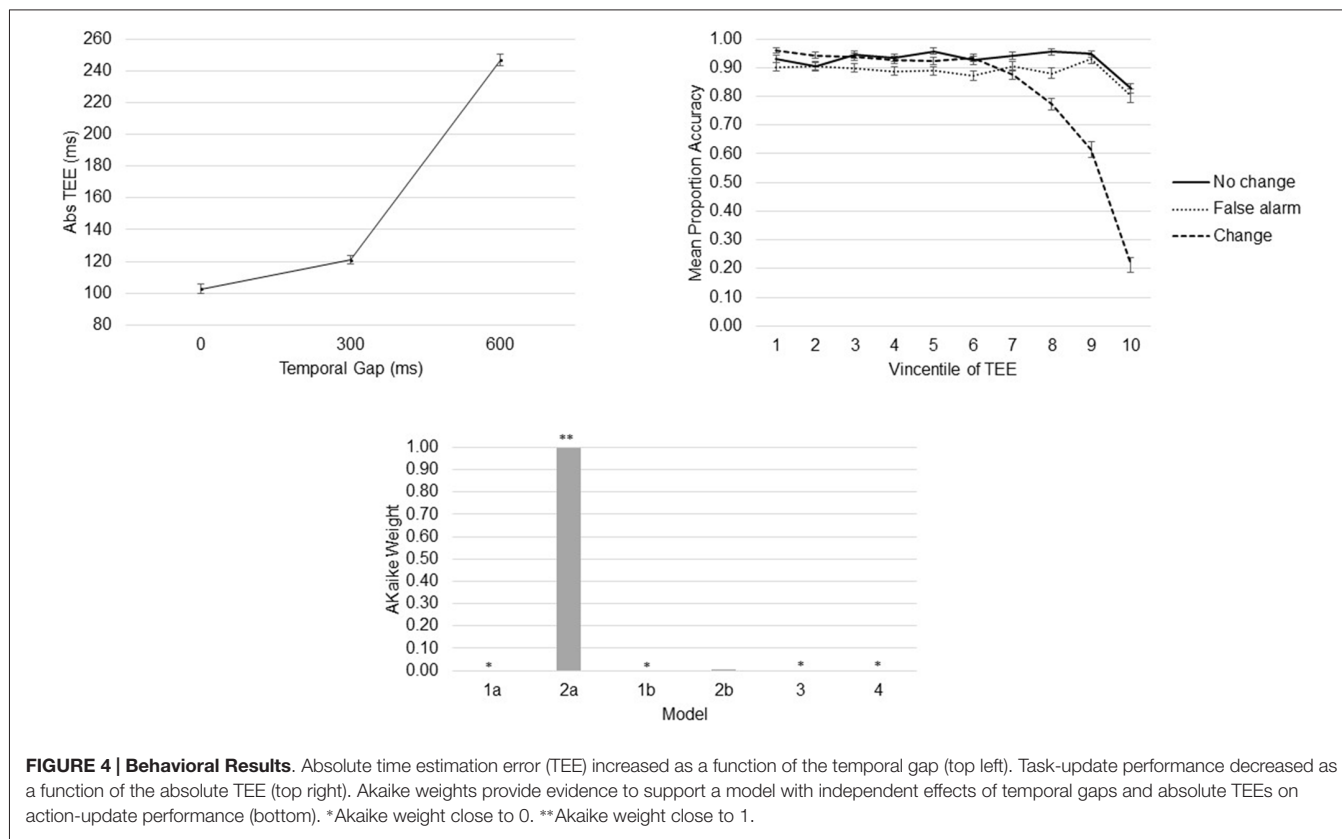 260
240
220
200
180
160
140
120
100
80
Abs TEE (ms)
0 300 600
Temporal Gap (ms)
1.00
0.90
0.80
0.70
0.60
0.50
0.40
0.30
0.20
0.10
0.00
Mean Proportion Accuracy
1 2 3 4 5 6 7 8 9 10
Vincentile of TEE
No change
False alarm
Change
1.00
0.90
0.80
0.70
0.60
0.50
0.40
0.30
0.20
0.10
0.00
AKaike Weight
* ** * * *
1a 2a 1b 2b 3 4
Model
FIGURE 4 | Behavioral Results. Absolute time estimation error (TEE) increased as a function of the temporal gap (top left). Task-update performance decreased as
a function of the absolute TEE (top right). Akaike weights provide evidence to support a model with independent effects of temporal gaps and absolute TEEs on
action-update performance (bottom). *Akaike weight close to 0. **Akaike weight close to 1.